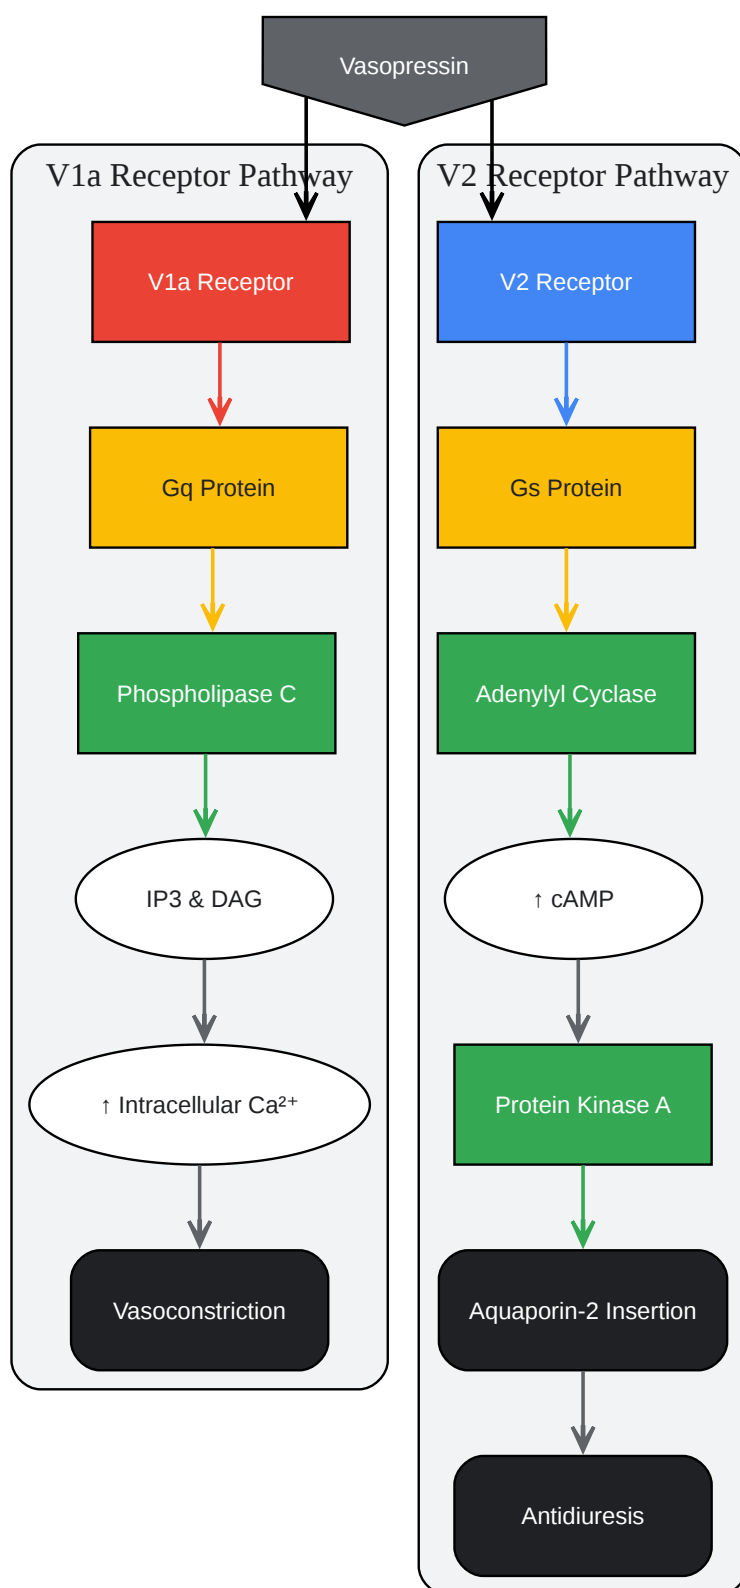 Vasopressin
V1a Receptor Pathway
V1a Receptor
Gq Protein
Phospholipase C
IP3 & DAG
↑ Intracellular Ca²⁺
Vasoconstriction
V2 Receptor Pathway
V2 Receptor
Gs Protein
Adenylyl Cyclase
↑ cAMP
Protein Kinase A
Aquaporin-2 Insertion
Antidiuresis